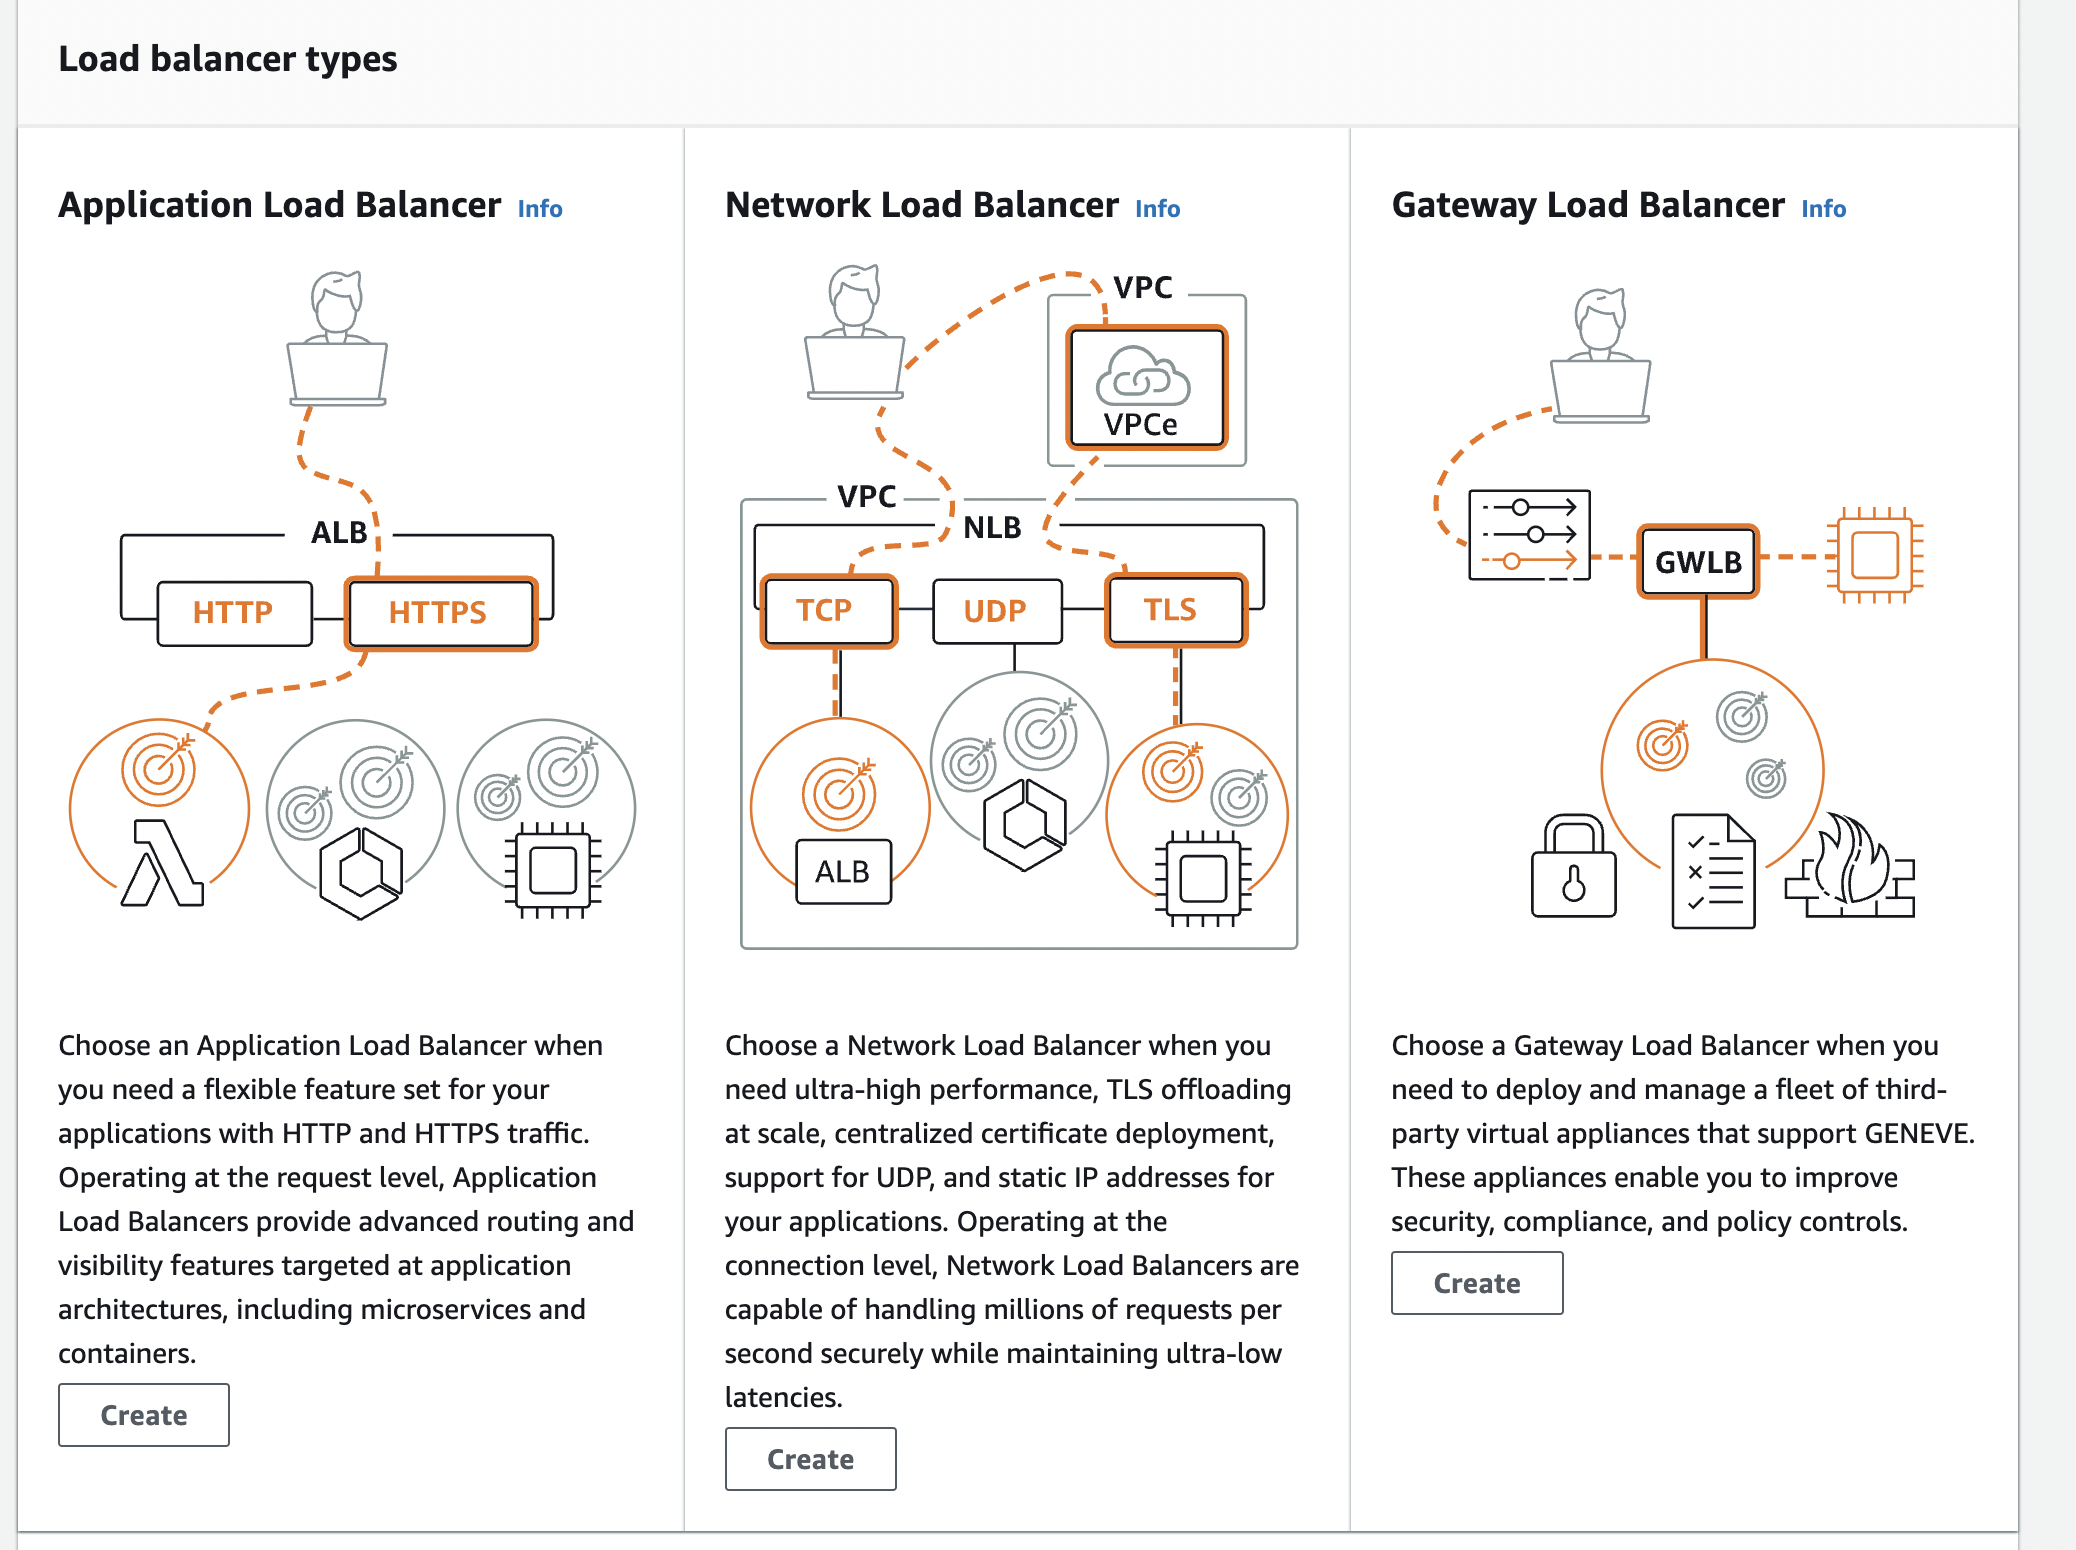 Load balancer types
Application Load Balancer Info
ALB
HTTP
HTTPS
Choose an Application Load Balancer when
you need a flexible feature set for your
applications with HTTP and HTTPS traffic.
Operating at the request level, Application
Load Balancers provide advanced routing and
visibility features targeted at application
architectures, including microservices and
containers.
Create
Network Load Balancer Info
VPC
VPCe
VPC
NLB
TCP
UDP
TLS
ALB
Choose a Network Load Balancer when you
need ultra-high performance, TLS offloading
at scale, centralized certificate deployment,
support for UDP, and static IP addresses for
your applications. Operating at the
connection level, Network Load Balancers are
capable of handling millions of requests per
second securely while maintaining ultra-low
latencies.
Create
Gateway Load Balancer Info
GWLB
Choose a Gateway Load Balancer when you
need to deploy and manage a fleet of third-
party virtual appliances that support GENEVE.
These appliances enable you to improve
security, compliance, and policy controls.
Create